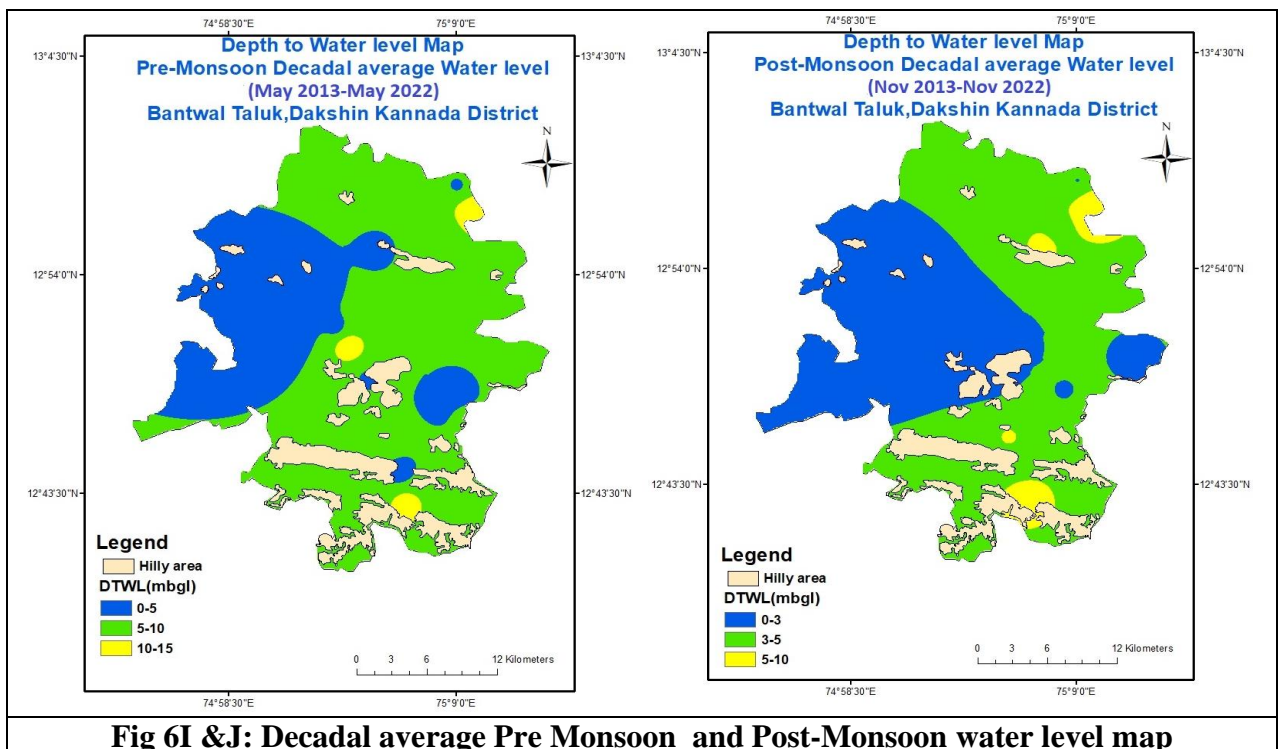 74°58'30"E
75°9'0"E
13°4'30"N
Depth to Water level Map
Pre-Monsoon Decadal average Water level
(May 2013-May 2022)
Bantwal Taluk,Dakshin Kannada District
N
12°54'0"N
12°43'30"N
Legend
Hilly area
DTWL(mbgl)
0-5
5-10
10-15
0 3 6 12 Kilometers
74°58'30"E
75°9'0"E
74°58'30"E
75°9'0"E
13°4'30"N
Depth to Water level Map
Post-Monsoon Decadal average Water level
(Nov 2013-Nov 2022)
Bantwal Taluk,Dakshin Kannada District
N
12°54'0"N
12°43'30"N
Legend
Hilly area
DTWL(mbgl)
0-3
3-5
5-10
0 3 6 12 Kilometers
74°58'30"E
75°9'0"E
Fig 6I &J: Decadal average Pre Monsoon and Post-Monsoon water level map